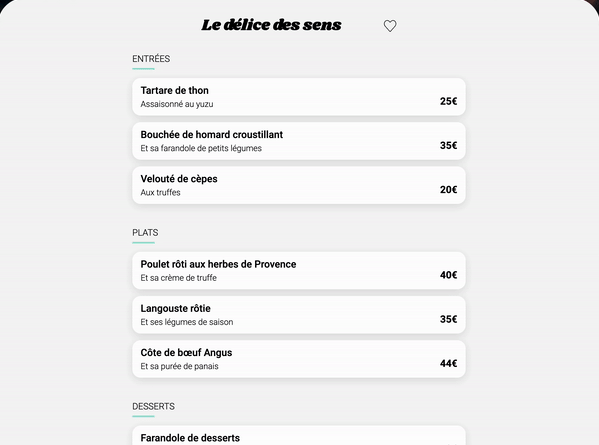 Le délice des sens
ENTRÉES
Tartare de thon
Assaisonné au yuzu
25€
Bouchée de homard croustillant
Et sa farandole de petits légumes
35€
Velouté de cèpes
Aux truffes
20€
PLATS
Poulet rôti aux herbes de Provence
Et sa crème de truffe
40€
Langouste rôtie
Et ses légumes de saison
35€
Côte de bœuf Angus
Et sa purée de panais
44€
DESSERTS
Farandole de desserts